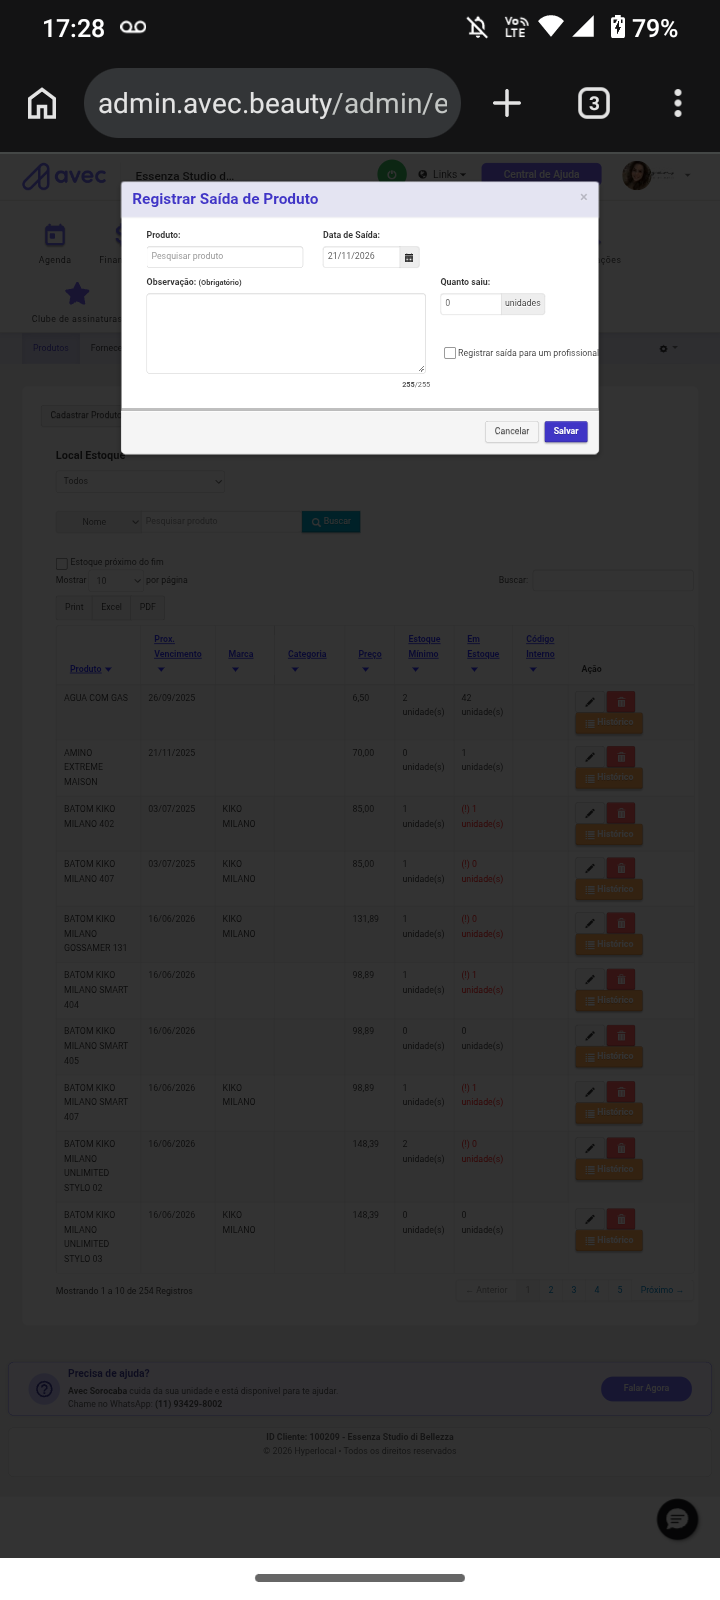 17:28
Vo LTE
79%
admin.avec.beauty/admin/e
3
avec
Essenza Studio d...
Links
Central de Ajuda
Registrar Saída de Produto
×
Agenda
Clube de assinaturas
Produtos
Produto:
Data de Saída:
Pesquisar produto
21/11/2026
Observação: (Obrigatório)
Quanto saiu:
0
unidades
Registrar saída para um profissional
255/255
Cancelar
Salvar
Cadastrar Produto
Local Estoque
Todos
Nome
Pesquisar produto
Buscar
Estoque próximo do fim
Mostrar 10 por página
Buscar:
Print
Excel
PDF
Produto
Prox. Vencimento
Marca
Categoria
Preço
Estoque Mínimo
Em Estoque
Código Interno
Ação
AGUA COM GAS 26/09/2025 6,50 2 unidade(s) 42 unidade(s)
Histórico
AMINO EXTREME MAISON 21/11/2025 70,00 0 unidade(s) 1 unidade(s)
Histórico
BATOM KIKO MILANO 402 03/07/2025 KIKO MILANO 85,00 1 unidade(s) (!) 1 unidade(s)
Histórico
BATOM KIKO MILANO 407 03/07/2025 KIKO MILANO 85,00 1 unidade(s) (!) 0 unidade(s)
Histórico
BATOM KIKO MILANO GOSSAMER 131 16/06/2026 KIKO MILANO 131,89 1 unidade(s) (!) 0 unidade(s)
Histórico
BATOM KIKO MILANO SMART 404 16/06/2026 98,89 1 unidade(s) (!) 1 unidade(s)
Histórico
BATOM KIKO MILANO SMART 405 16/06/2026 98,89 0 unidade(s) 0 unidade(s)
Histórico
BATOM KIKO MILANO SMART 407 16/06/2026 KIKO MILANO 98,89 1 unidade(s) (!) 1 unidade(s)
Histórico
BATOM KIKO MILANO UNLIMITED STYLO 02 16/06/2026 148,39 2 unidade(s) (!) 0 unidade(s)
Histórico
BATOM KIKO MILANO UNLIMITED STYLO 03 16/06/2026 KIKO MILANO 148,39 0 unidade(s) 0 unidade(s)
Histórico
Mostrando 1 a 10 de 254 Registros
← Anterior 1 2 3 4 5 Próximo →
Precisa de ajuda?
Avec Sorocaba cuida da sua unidade e está disponível para te ajudar.
Chame no WhatsApp: (11) 93429-8002
Falar Agora
ID Cliente: 100209 - Essenza Studio di Bellezza
© 2026 Hyperlocal • Todos os direitos reservados